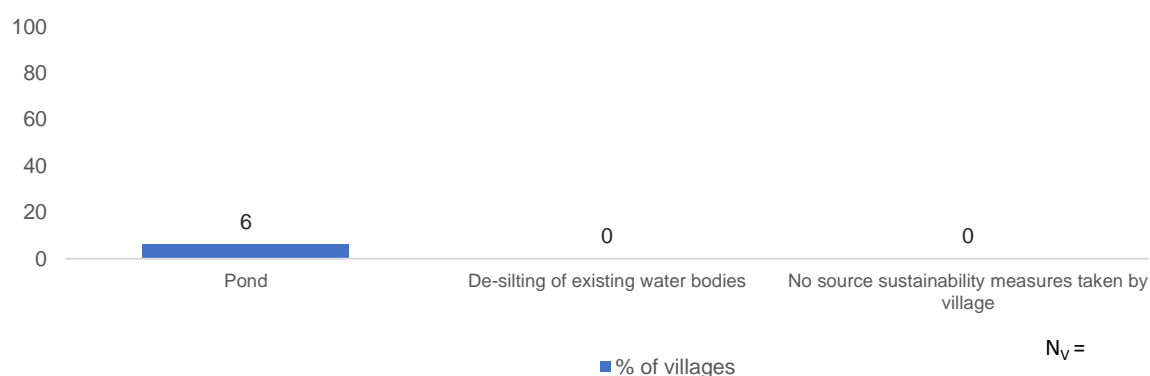 100
80
60
40
20
0
6
0
0
Pond
De-silting of existing water bodies
No source sustainability measures taken by
village
N_V =
% of villages